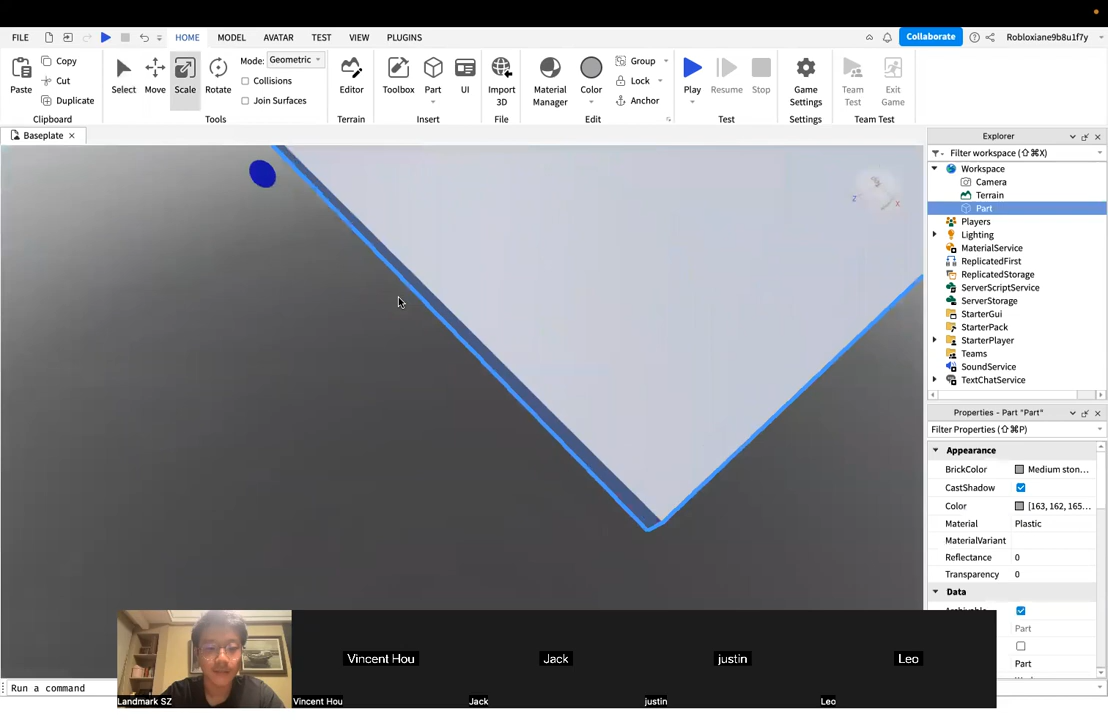 FILE HOME MODEL AVATAR TEST VIEW PLUGINS Collaborate Robloxiane9b8u1f7y
Paste Copy Cut Duplicate Select Move Scale Rotate Mode: Geometric Collisions Join Surfaces Editor Toolbox Part UI Import 3D Material Manager Color Group Lock Anchor Play Resume Stop Game Settings Team Test Exit Game
Clipboard Tools Terrain Insert File Edit Test Settings Team Test
Baseplate
Explorer
Filter workspace (⇧⌘X)
Workspace
Camera
Terrain
Part
Players
Lighting
MaterialService
ReplicatedFirst
ReplicatedStorage
ServerScriptService
ServerStorage
StarterGui
StarterPack
StarterPlayer
Teams
SoundService
TextChatService
Z X
Properties - Part "Part"
Filter Properties (⇧⌘P)
Appearance
BrickColor Medium ston...
CastShadow
Color [163, 162, 165...
Material Plastic
MaterialVariant
Reflectance 0
Transparency 0
Data
Part
Part
Run a command
Vincent Hou Jack justin Leo
Landmark SZ Vincent Hou Jack justin Leo